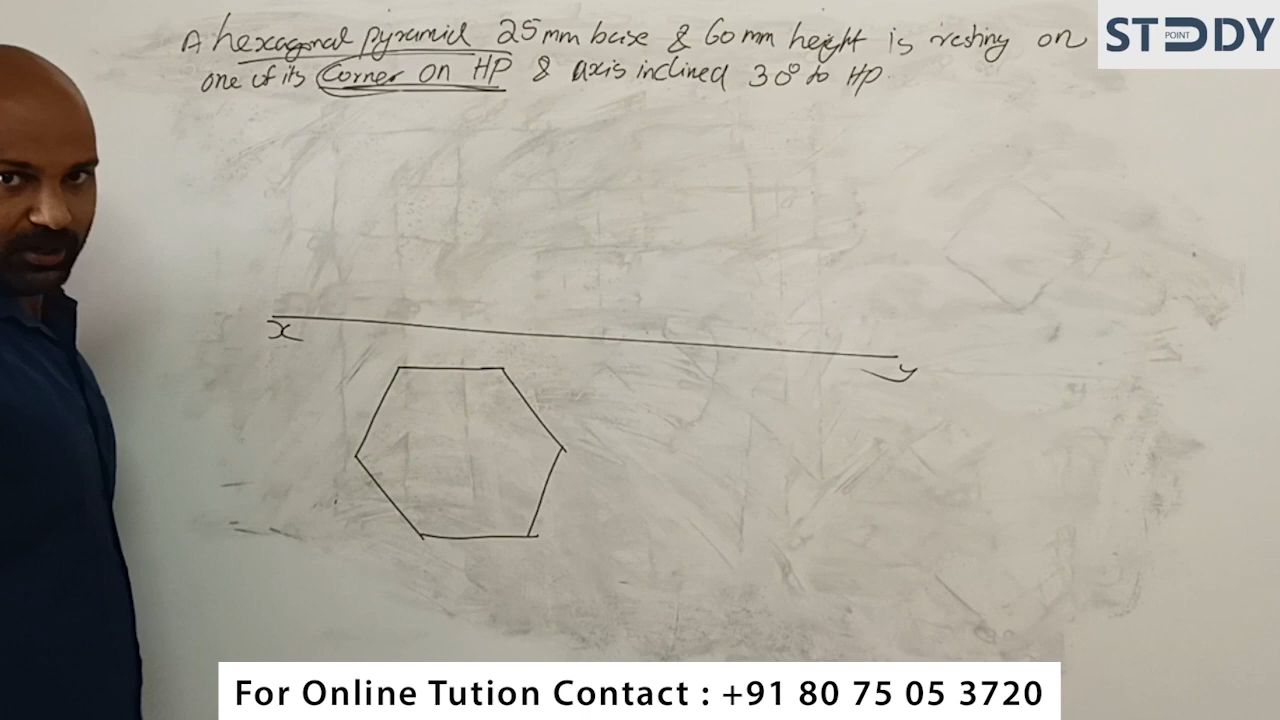 A hexagonal pyramid 25mm base & 60mm height is resting on
one of its corner on HP & axis inclined 30° to HP.
STUDY
POINT
x
y
For Online Tution Contact : +91 80 75 05 3720